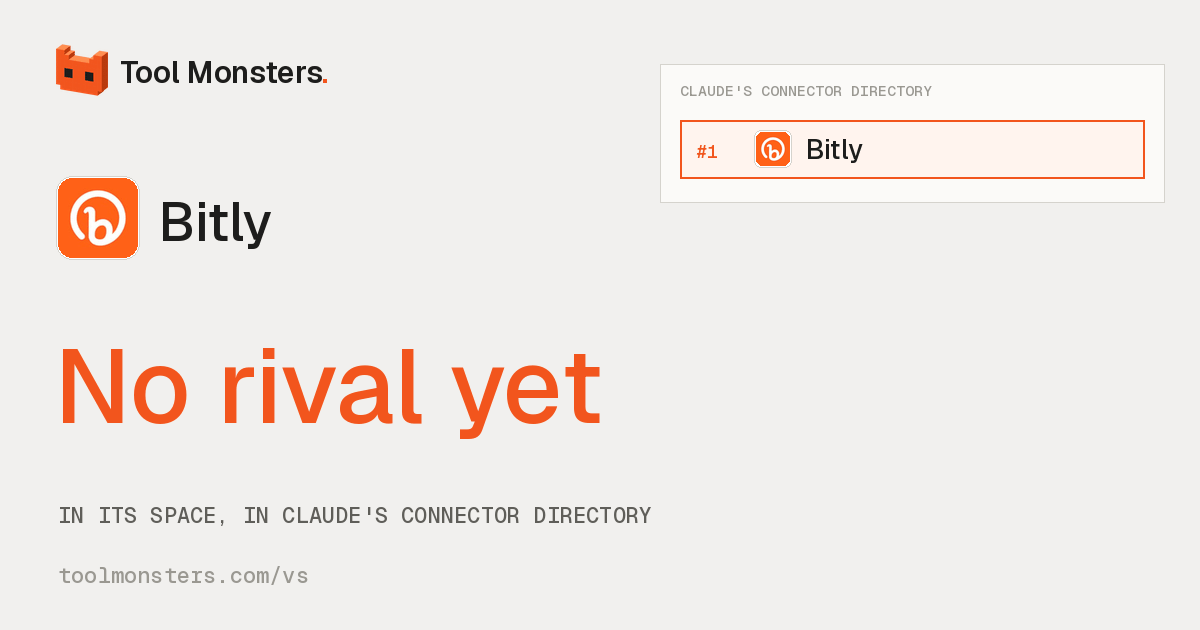 Tool Monsters.
CLAUDE'S CONNECTOR DIRECTORY
#1 Bitly
Bitly
No rival yet
IN ITS SPACE, IN CLAUDE'S CONNECTOR DIRECTORY
toolmonsters.com/vs